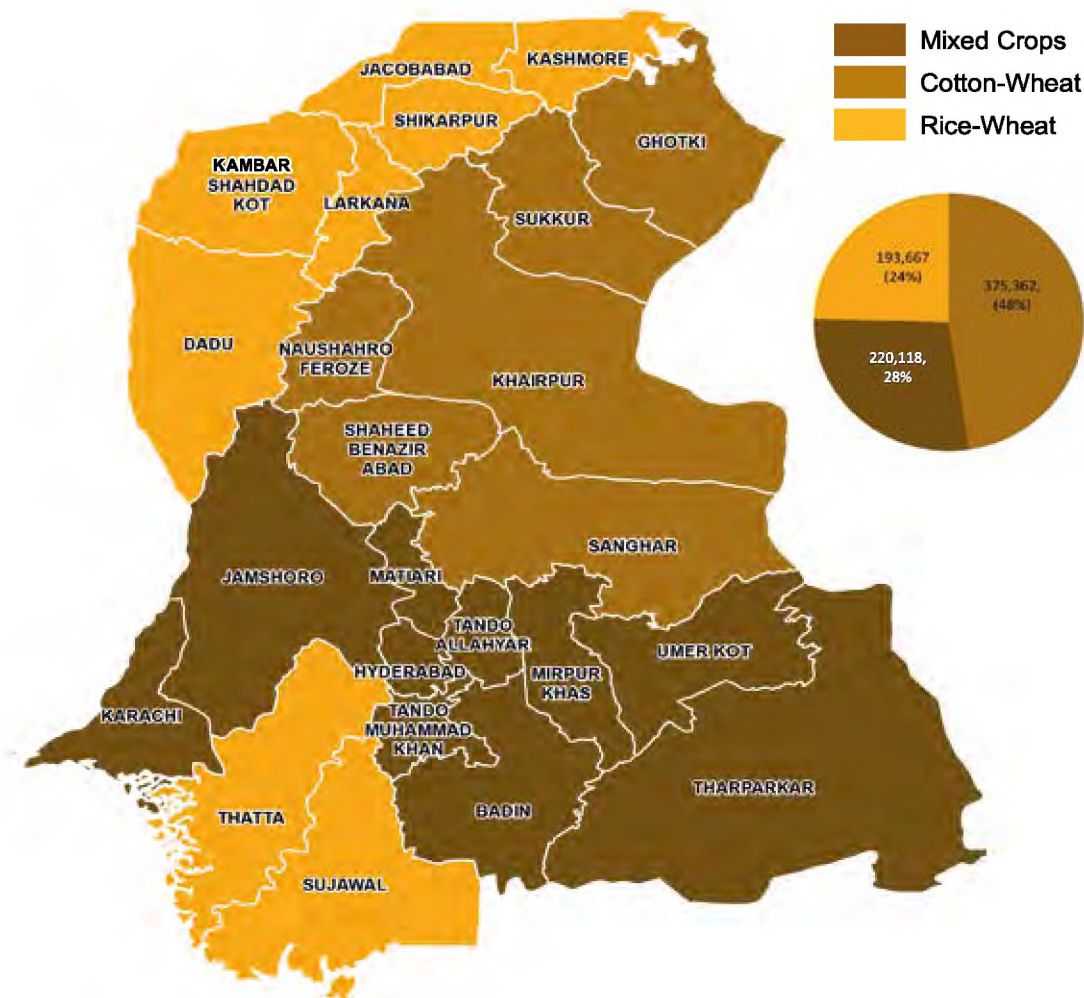 Mixed Crops
Cotton-Wheat
Rice-Wheat
193,667
(24%)
375,362,
(48%)
220,118,
28%
JACOBABAD
KASHMORE
SHIKARPUR
GHOTKI
KAMBAR
SHAHDAD
KOT
LARKANA
SUKKUR
DADU
NAUSHAHRO
FEROZE
KHAIRPUR
SHAHEED
BENAZIR
ABAD
SANGHAR
JAMSHORO
MATIARI
TANDO
ALLAHYAR
UMER KOT
HYDERABAD
MIRPUR
KHAS
KARACHI
TANDO
MUHAMMAD
KHAN
THARPARKAR
THATTA
BADIN
SUJAWAL